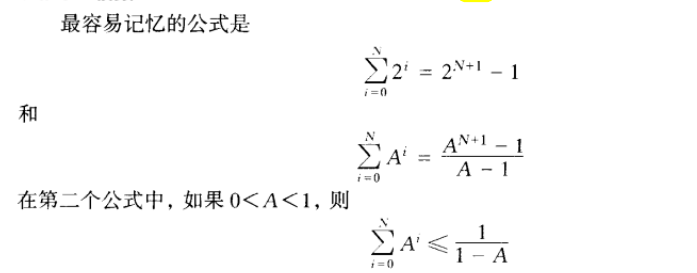 最容易记忆的公式是
$$\sum_{i=0}^{N} 2^i = 2^{N+1} - 1$$
和
$$\sum_{i=0}^{N} A^i = \frac{A^{N+1} - 1}{A - 1}$$
在第二个公式中，如果 0<A<1，则
$$\sum_{i=0}^{N} A^i \leqslant \frac{1}{1 - A}$$